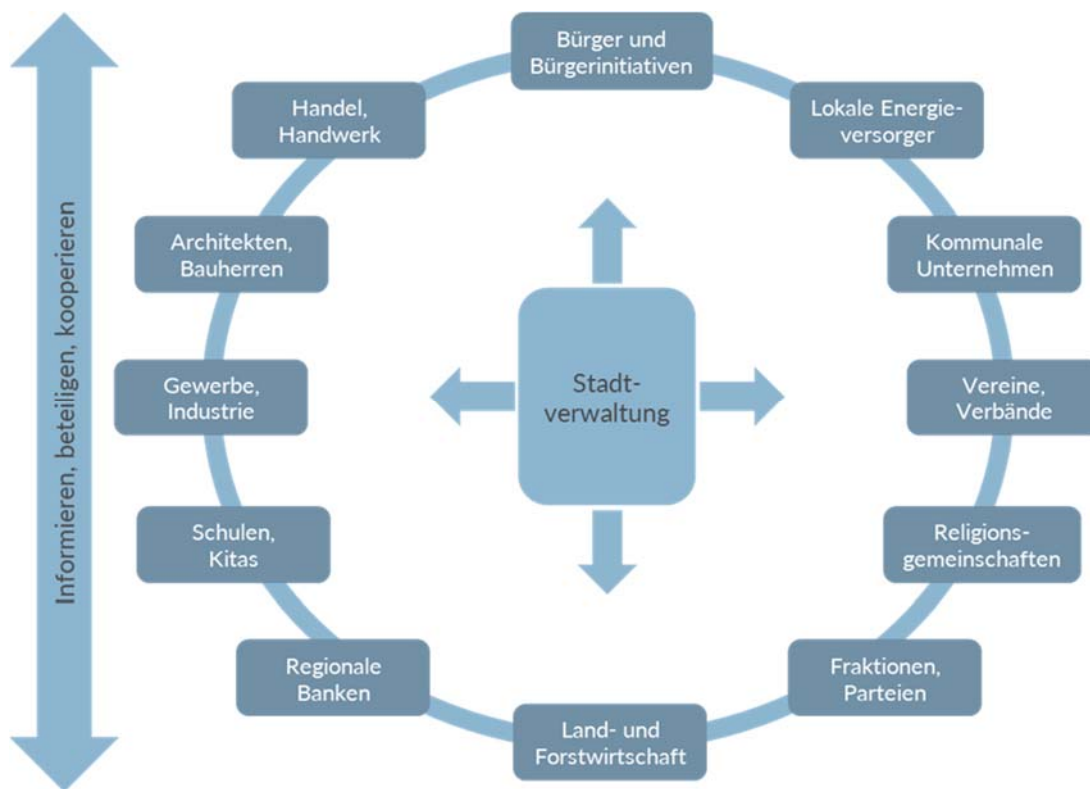 Bürger und
Bürgerinitiativen
Lokale Energie-
versorger
Kommunale
Unternehmen
Vereine,
Verbände
Religions-
gemeinschaften
Fraktionen,
Parteien
Land- und
Forstwirtschaft
Regionale
Banken
Schulen,
Kitas
Gewerbe,
Industrie
Architekten,
Bauherren
Handel,
Handwerk
Stadt-
verwaltung
Informieren, beteiligen, kooperieren